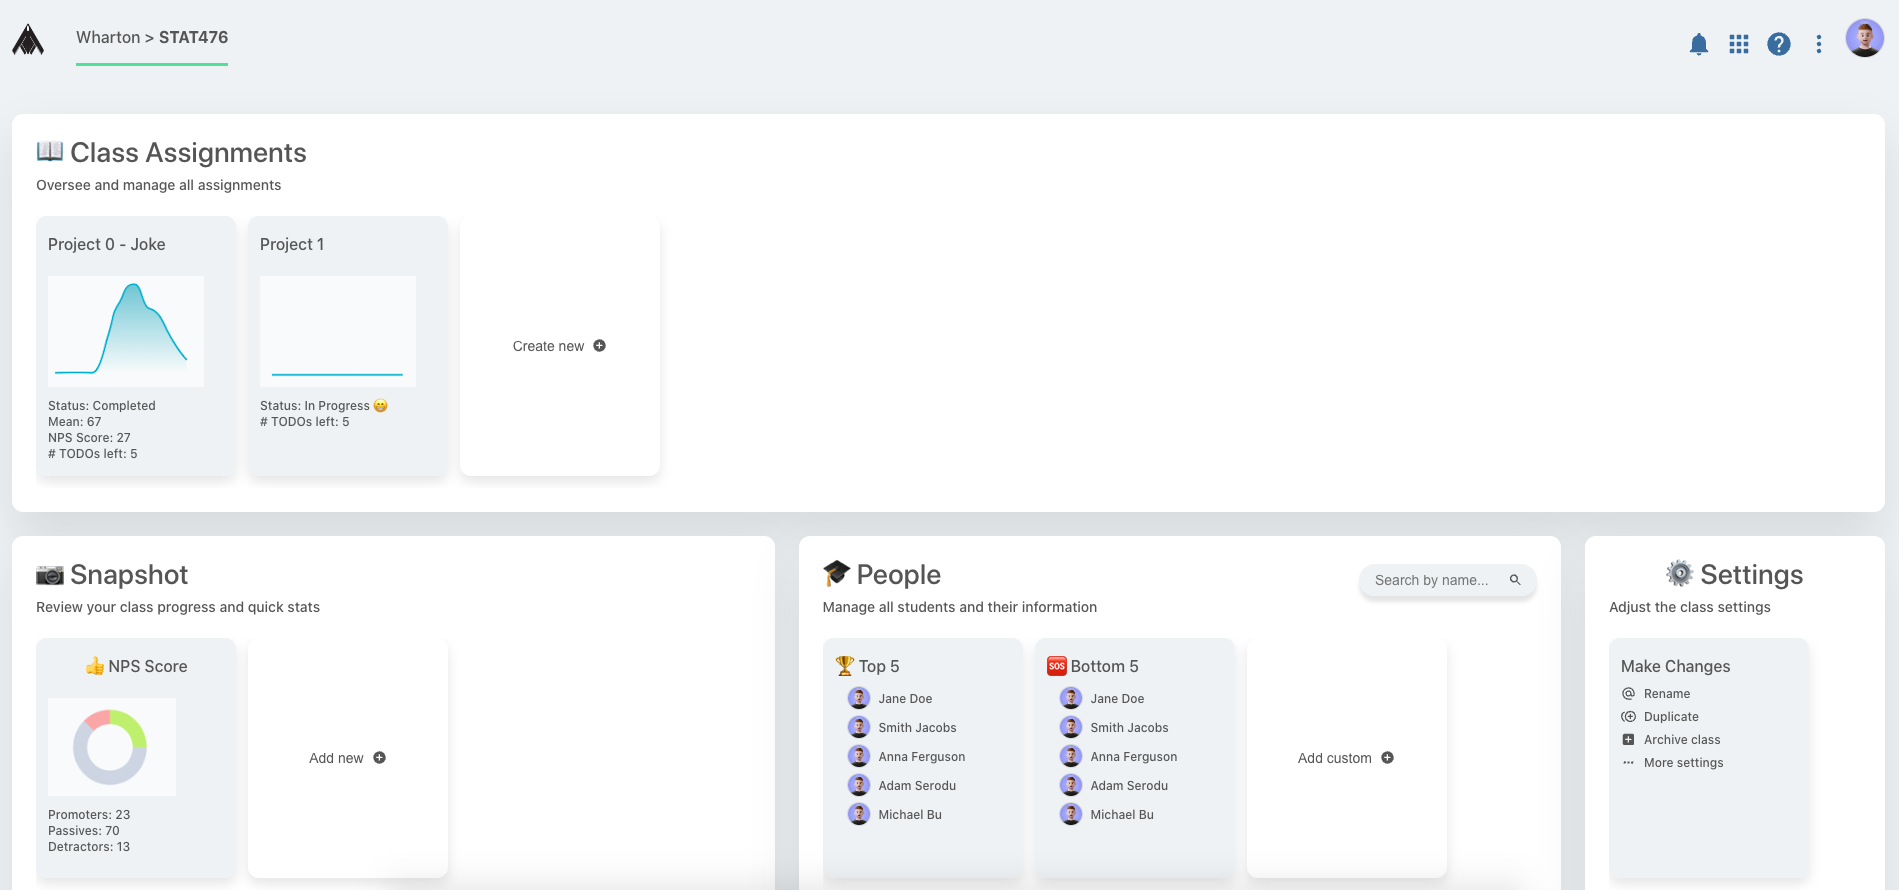 Wharton > STAT476
Class Assignments
Oversee and manage all assignments
Project 0 - Joke
Status: Completed
Mean: 67
NPS Score: 27
# TODOs left: 5
Project 1
Status: In Progress 😁
# TODOs left: 5
Create new
Snapshot
Review your class progress and quick stats
NPS Score
Promoters: 23
Passives: 70
Detractors: 13
Add new
People
Manage all students and their information
Search by name...
Top 5
Jane Doe
Smith Jacobs
Anna Ferguson
Adam Serodu
Michael Bu
SOS
Bottom 5
Jane Doe
Smith Jacobs
Anna Ferguson
Adam Serodu
Michael Bu
Add custom
Settings
Adjust the class settings
Make Changes
Rename
Duplicate
Archive class
More settings